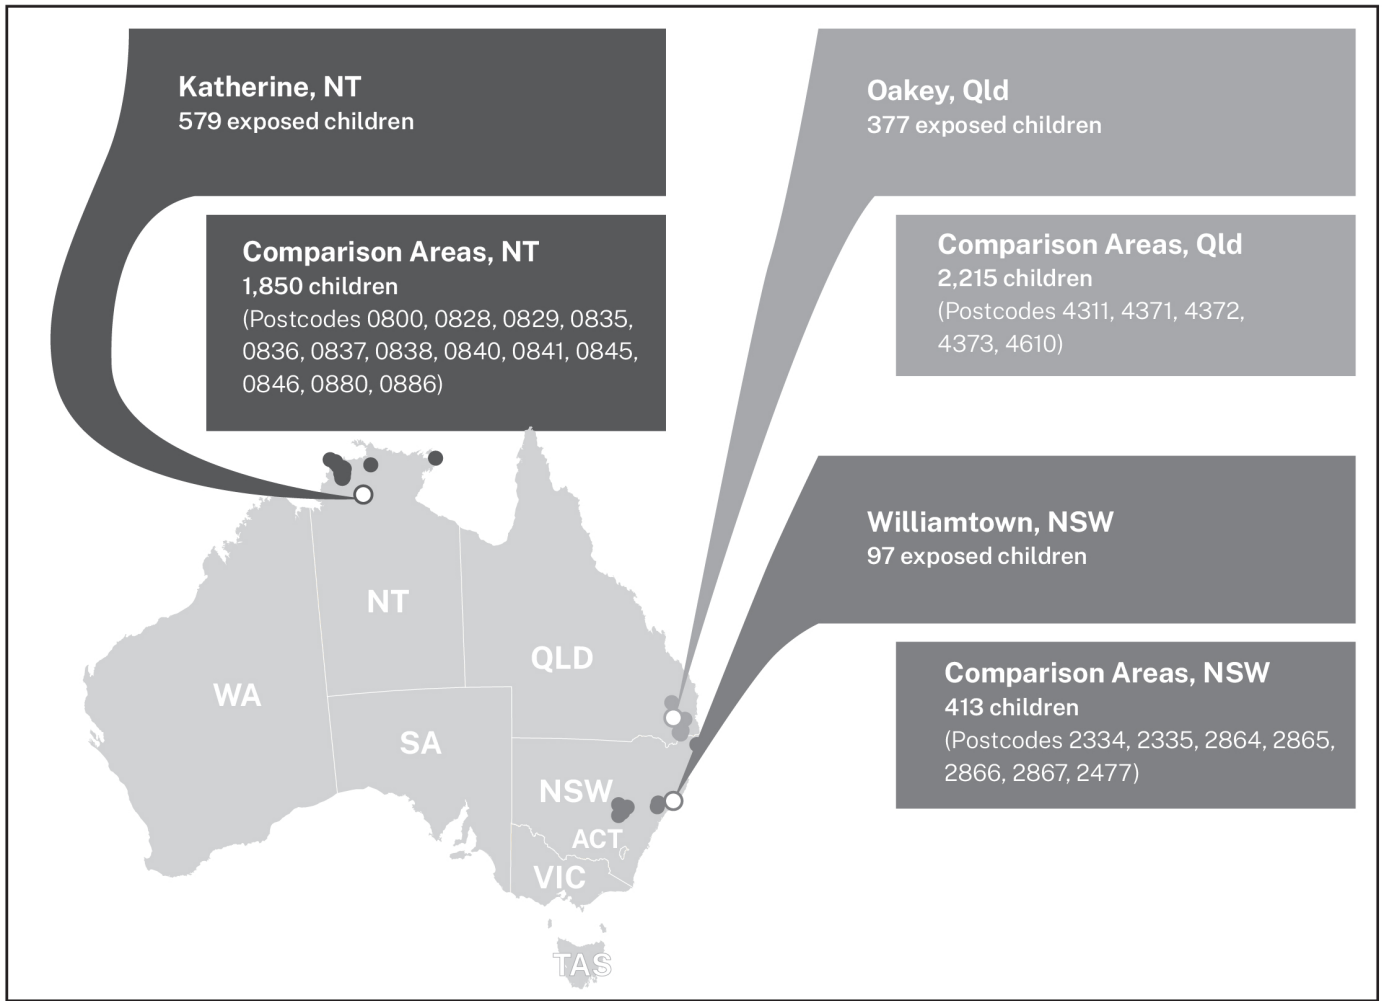 Katherine, NT
579 exposed children
Comparison Areas, NT
1,850 children
(Postcodes 0800, 0828, 0829, 0835,
0836, 0837, 0838, 0840, 0841, 0845,
0846, 0880, 0886)
Oakey, Qld
377 exposed children
Comparison Areas, Qld
2,215 children
(Postcodes 4311, 4371, 4372,
4373, 4610)
Williamtown, NSW
97 exposed children
Comparison Areas, NSW
413 children
(Postcodes 2334, 2335, 2864, 2865,
2866, 2867, 2477)
NT
QLD
WA
SA
NSW
ACT
VIC
TAS